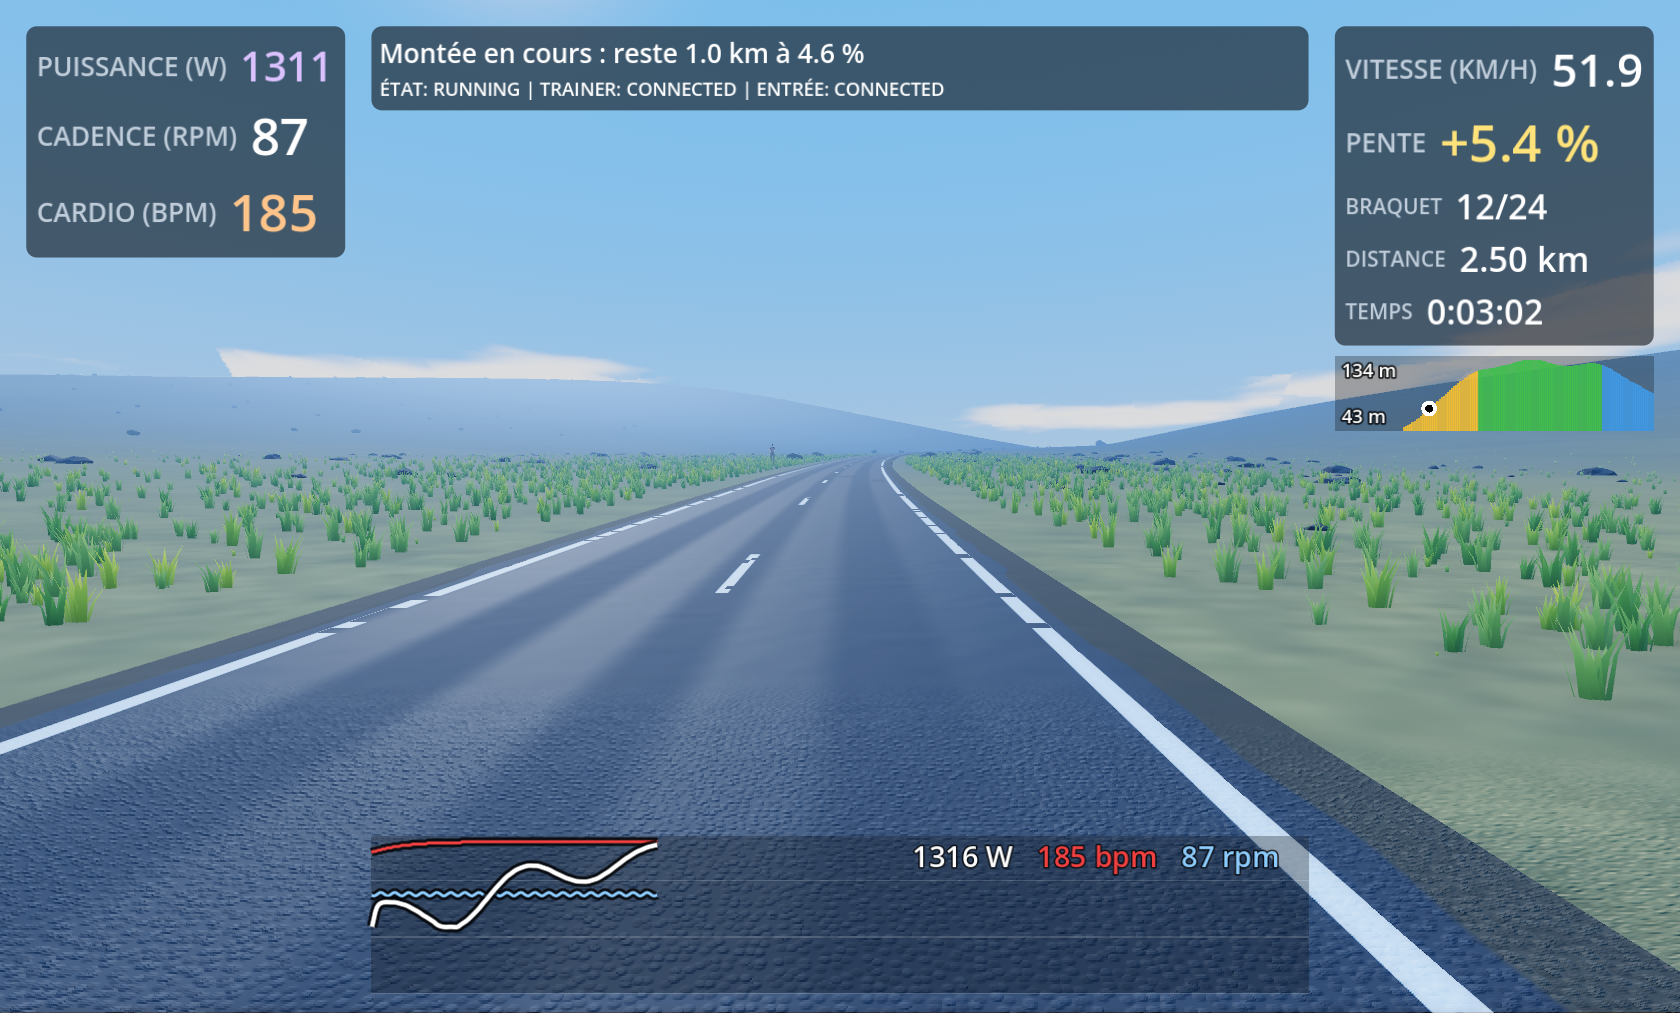 PUISSANCE (W) 1311
CADENCE (RPM) 87
CARDIO (BPM) 185
Montée en cours : reste 1.0 km à 4.6 %
ÉTAT: RUNNING | TRAINER: CONNECTED | ENTRÉE: CONNECTED
VITESSE (KM/H) 51.9
PENTE +5.4 %
BRAQUET 12/24
DISTANCE 2.50 km
TEMPS 0:03:02
134 m
43 m
1316 W 185 bpm 87 rpm